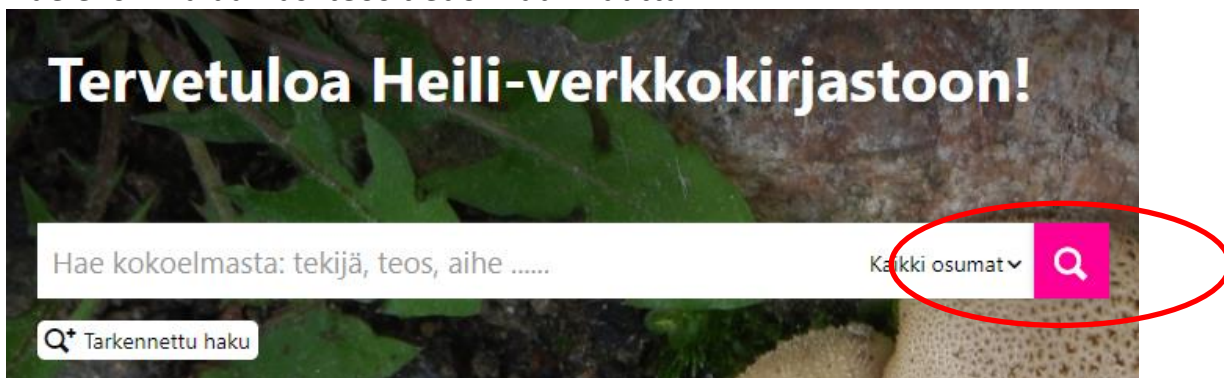 Tervetuloa Heili-verkkokirjastoon!
Hae kokoelmasta: tekijä, teos, aihe ......
Kaikki osumat
Tarkennettu haku